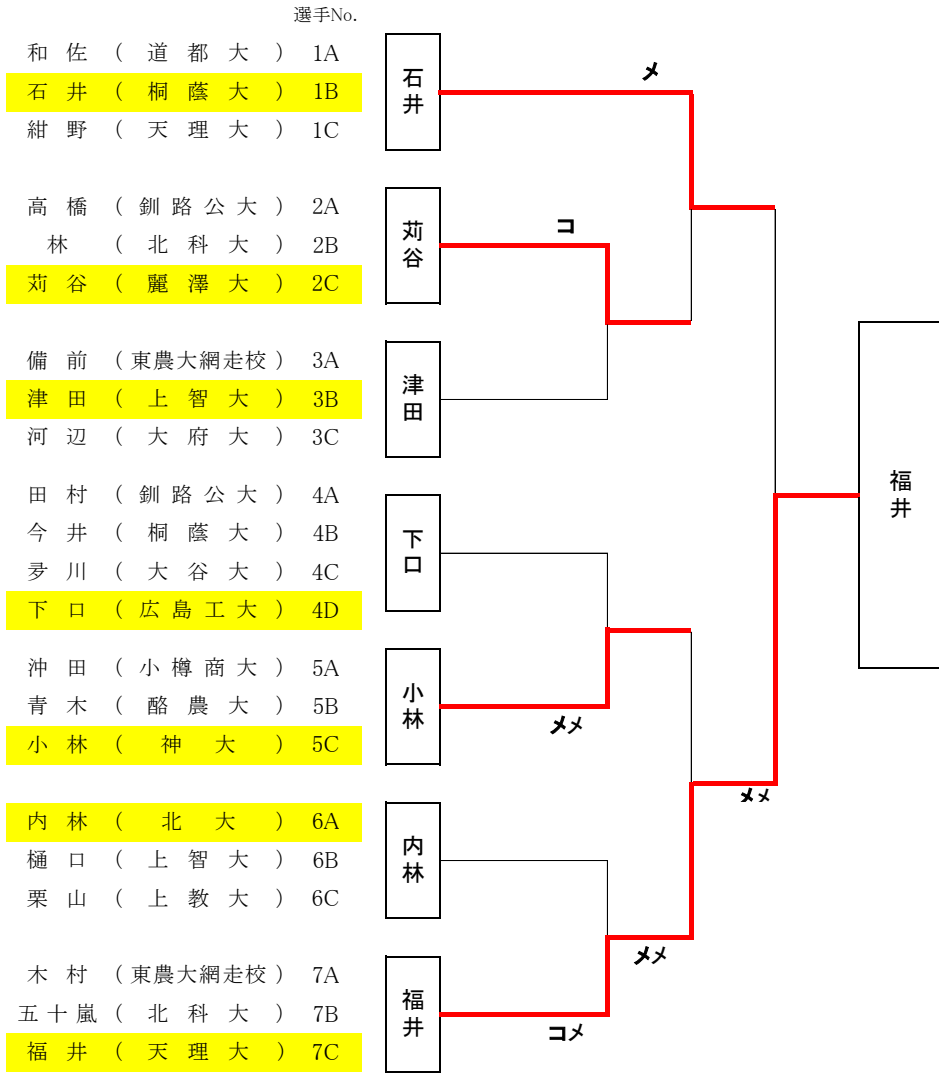 選手No.
和佐（道都大）1A
石井（桐蔭大）1B
紺野（天理大）1C
石井
メ
高橋（釧路公大）2A
林（北科大）2B
苅谷（麗澤大）2C
苅谷
コ
備前（東農大網走校）3A
津田（上智大）3B
河辺（大府大）3C
津田
田村（釧路公大）4A
今井（桐蔭大）4B
夛川（大谷大）4C
下口（広島工大）4D
下口
福井
沖田（小樽商大）5A
青木（酪農大）5B
小林（神大）5C
小林
メメ
メメ
内林（北大）6A
樋口（上智大）6B
栗山（上教大）6C
内林
メメ
木村（東農大網走校）7A
五十嵐（北科大）7B
福井（天理大）7C
福井
コメ